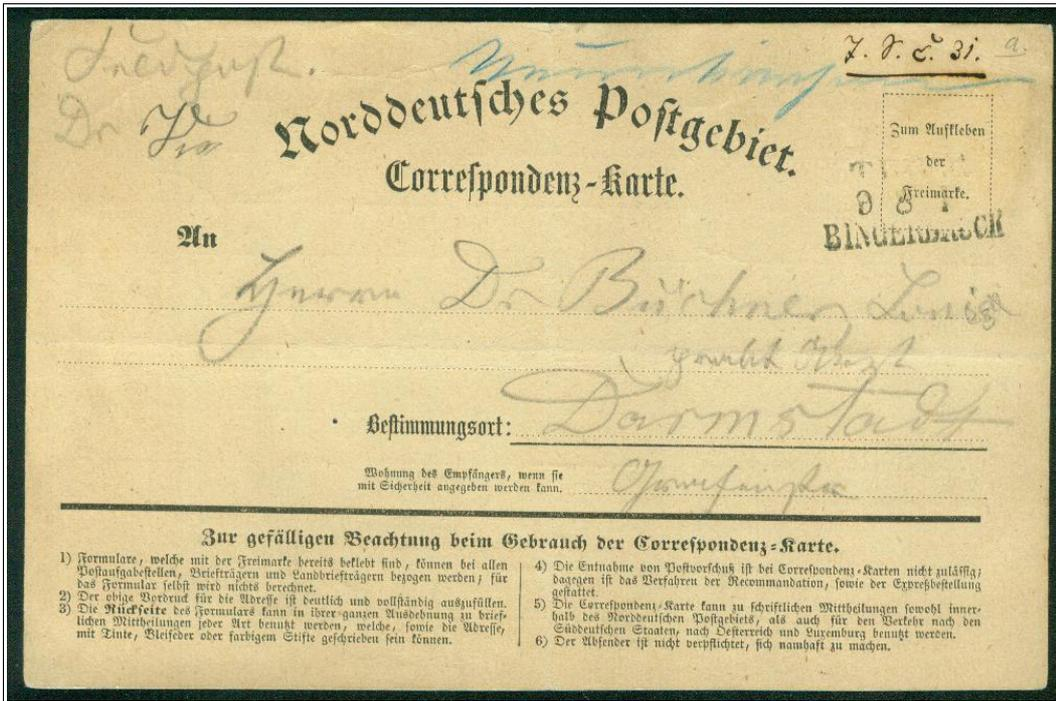 Feldpost.
7. V. c. 31. a.
Dr
Norddeutſches Poſtgebiet.
Correſpondenz-Karte.
Zum Aufkleben
der
Freimarke.
9 8
BINGERBRÜCK
An
Herrn Dr Büchner, Louis
prakt Arzt
Beſtimmungsort: Darmstadt
Wohnung des Empfängers, wenn ſie
mit Sicherheit angegeben werden kann.
Zur gefälligen Beachtung beim Gebrauch der Correſpondenz-Karte.
1) Formulare, welche mit der Freimarke bereits beklebt ſind, können bei allen
Poſtaufgabeſtellen, Briefträgern und Landbriefträgern bezogen werden; für
das Formular ſelbſt wird nichts berechnet.
2) Der obige Vordruck für die Adreſſe iſt deutlich und vollſtändig auszufüllen.
3) Die Rückſeite des Formulars kann in ihrer ganzen Ausdehnung zu brief-
lichen Mittheilungen jeder Art benutzt werden, welche, ſowie die Adreſſe,
mit Tinte, Bleifeder oder farbigem Stifte geſchrieben ſein können.
4) Die Entnahme von Poſtvorſchuß iſt bei Correſpondenz-Karten nicht zuläſſig;
dagegen iſt das Verfahren der Recommandation, ſowie der Expreßbeſtellung
geſtattet.
5) Die Correſpondenz-Karte kann zu ſchriftlichen Mittheilungen ſowohl inner-
halb des Norddeutſchen Poſtgebiets, als auch für den Verkehr nach den
Süddeutſchen Staaten, nach Oeſterreich und Luxemburg benutzt werden.
6) Der Abſender iſt nicht verpflichtet, ſich namhaft zu machen.